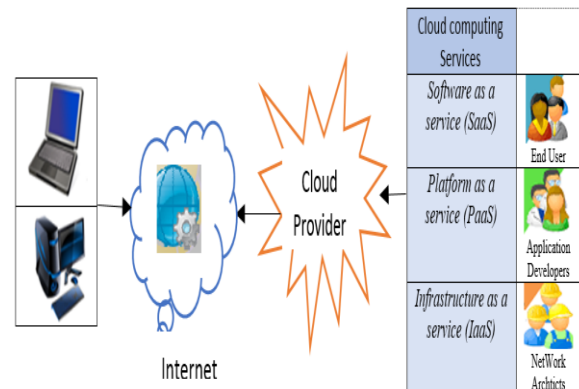 Cloud computing
Services
Software as a
service (SaaS)
End User
Platform as a
service (PaaS)
Application
Developers
Infrastructure as a
service (IaaS)
NetWork
Archticts
Cloud
Provider
Internet